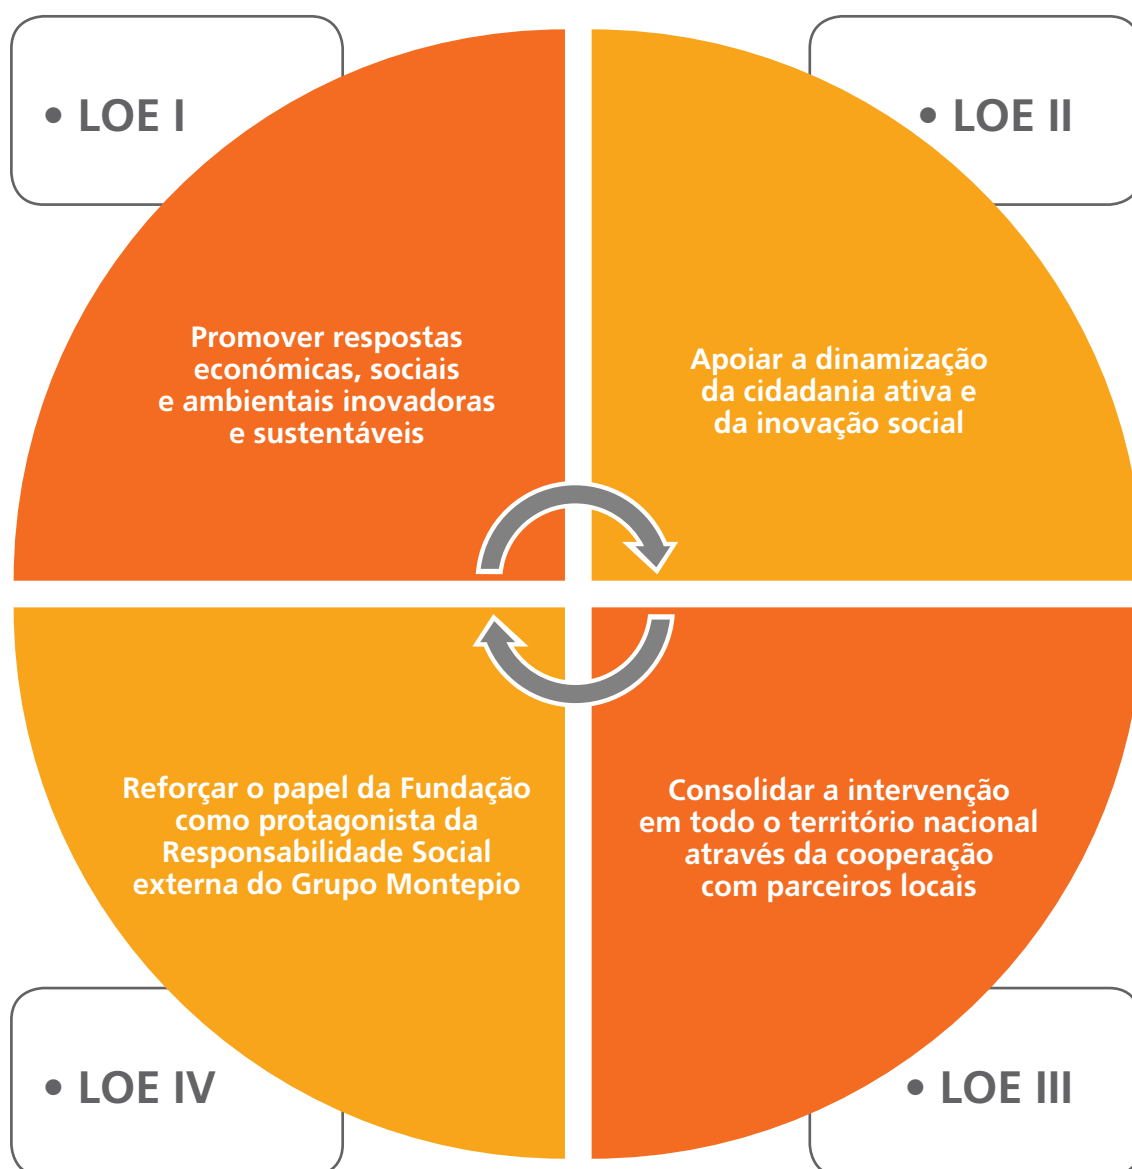 • LOE I
• LOE II
Promover respostas
económicas, sociais
e ambientais inovadoras
e sustentáveis
Apoiar a dinamização
da cidadania ativa e
da inovação social
Reforçar o papel da Fundação
como protagonista da
Responsabilidade Social
externa do Grupo Montepio
Consolidar a intervenção
em todo o território nacional
através da cooperação
com parceiros locais
• LOE IV
• LOE III